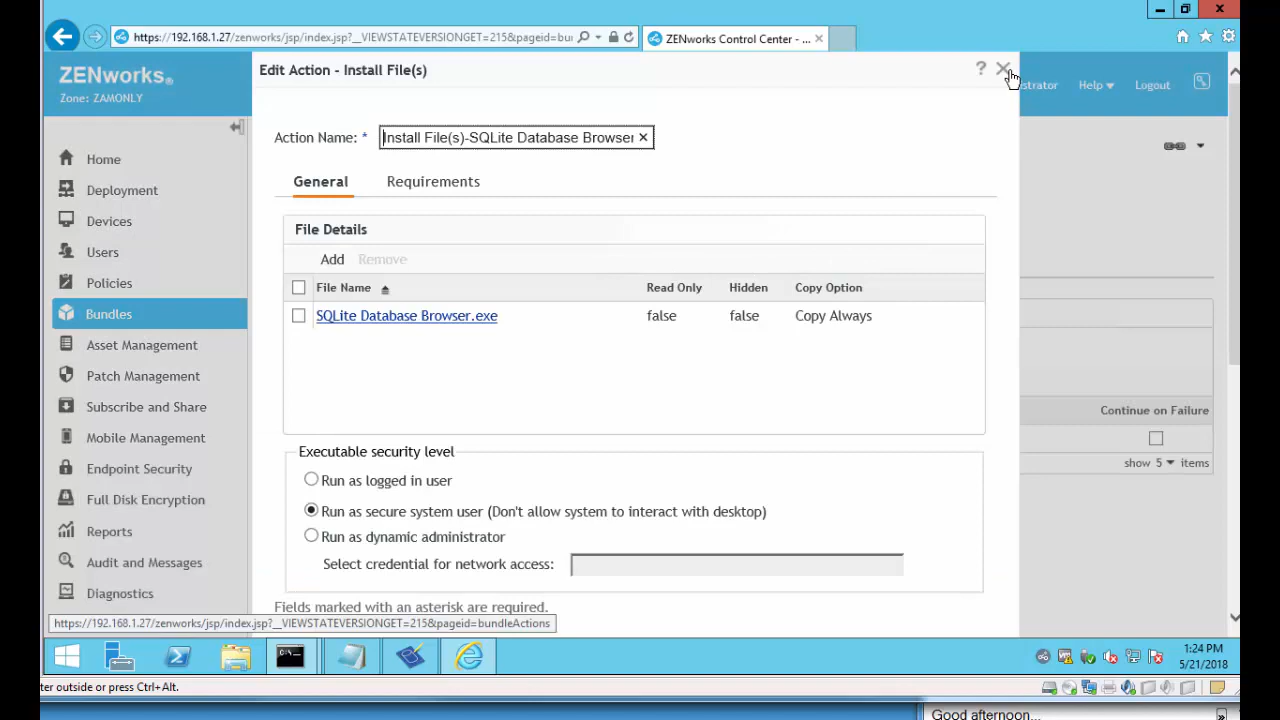 https://192.168.1.27/zenworks/jsp/index.jsp?__VIEWSTATEVERSIONGET=215&pageid=bui
ZENworks Control Center - ...
ZENworks®
Zone: ZAMONLY
Edit Action - Install File(s)
?
strator
Help
Logout
Action Name: *
Install File(s)-SQLite Database Browser
General
Requirements
File Details
Add
Remove
File Name
Read Only
Hidden
Copy Option
SQLite Database Browser.exe
false
false
Copy Always
Executable security level
Run as logged in user
Run as secure system user (Don't allow system to interact with desktop)
Run as dynamic administrator
Select credential for network access:
Fields marked with an asterisk are required.
Home
Deployment
Devices
Users
Policies
Bundles
Asset Management
Patch Management
Subscribe and Share
Mobile Management
Endpoint Security
Full Disk Encryption
Reports
Audit and Messages
Diagnostics
Continue on Failure
show 5 items
https://192.168.1.27/zenworks/jsp/index.jsp?__VIEWSTATEVERSIONGET=215&pageid=bundleActions
1:24 PM
5/21/2018
ter outside or press Ctrl+Alt.
Good afternoon...